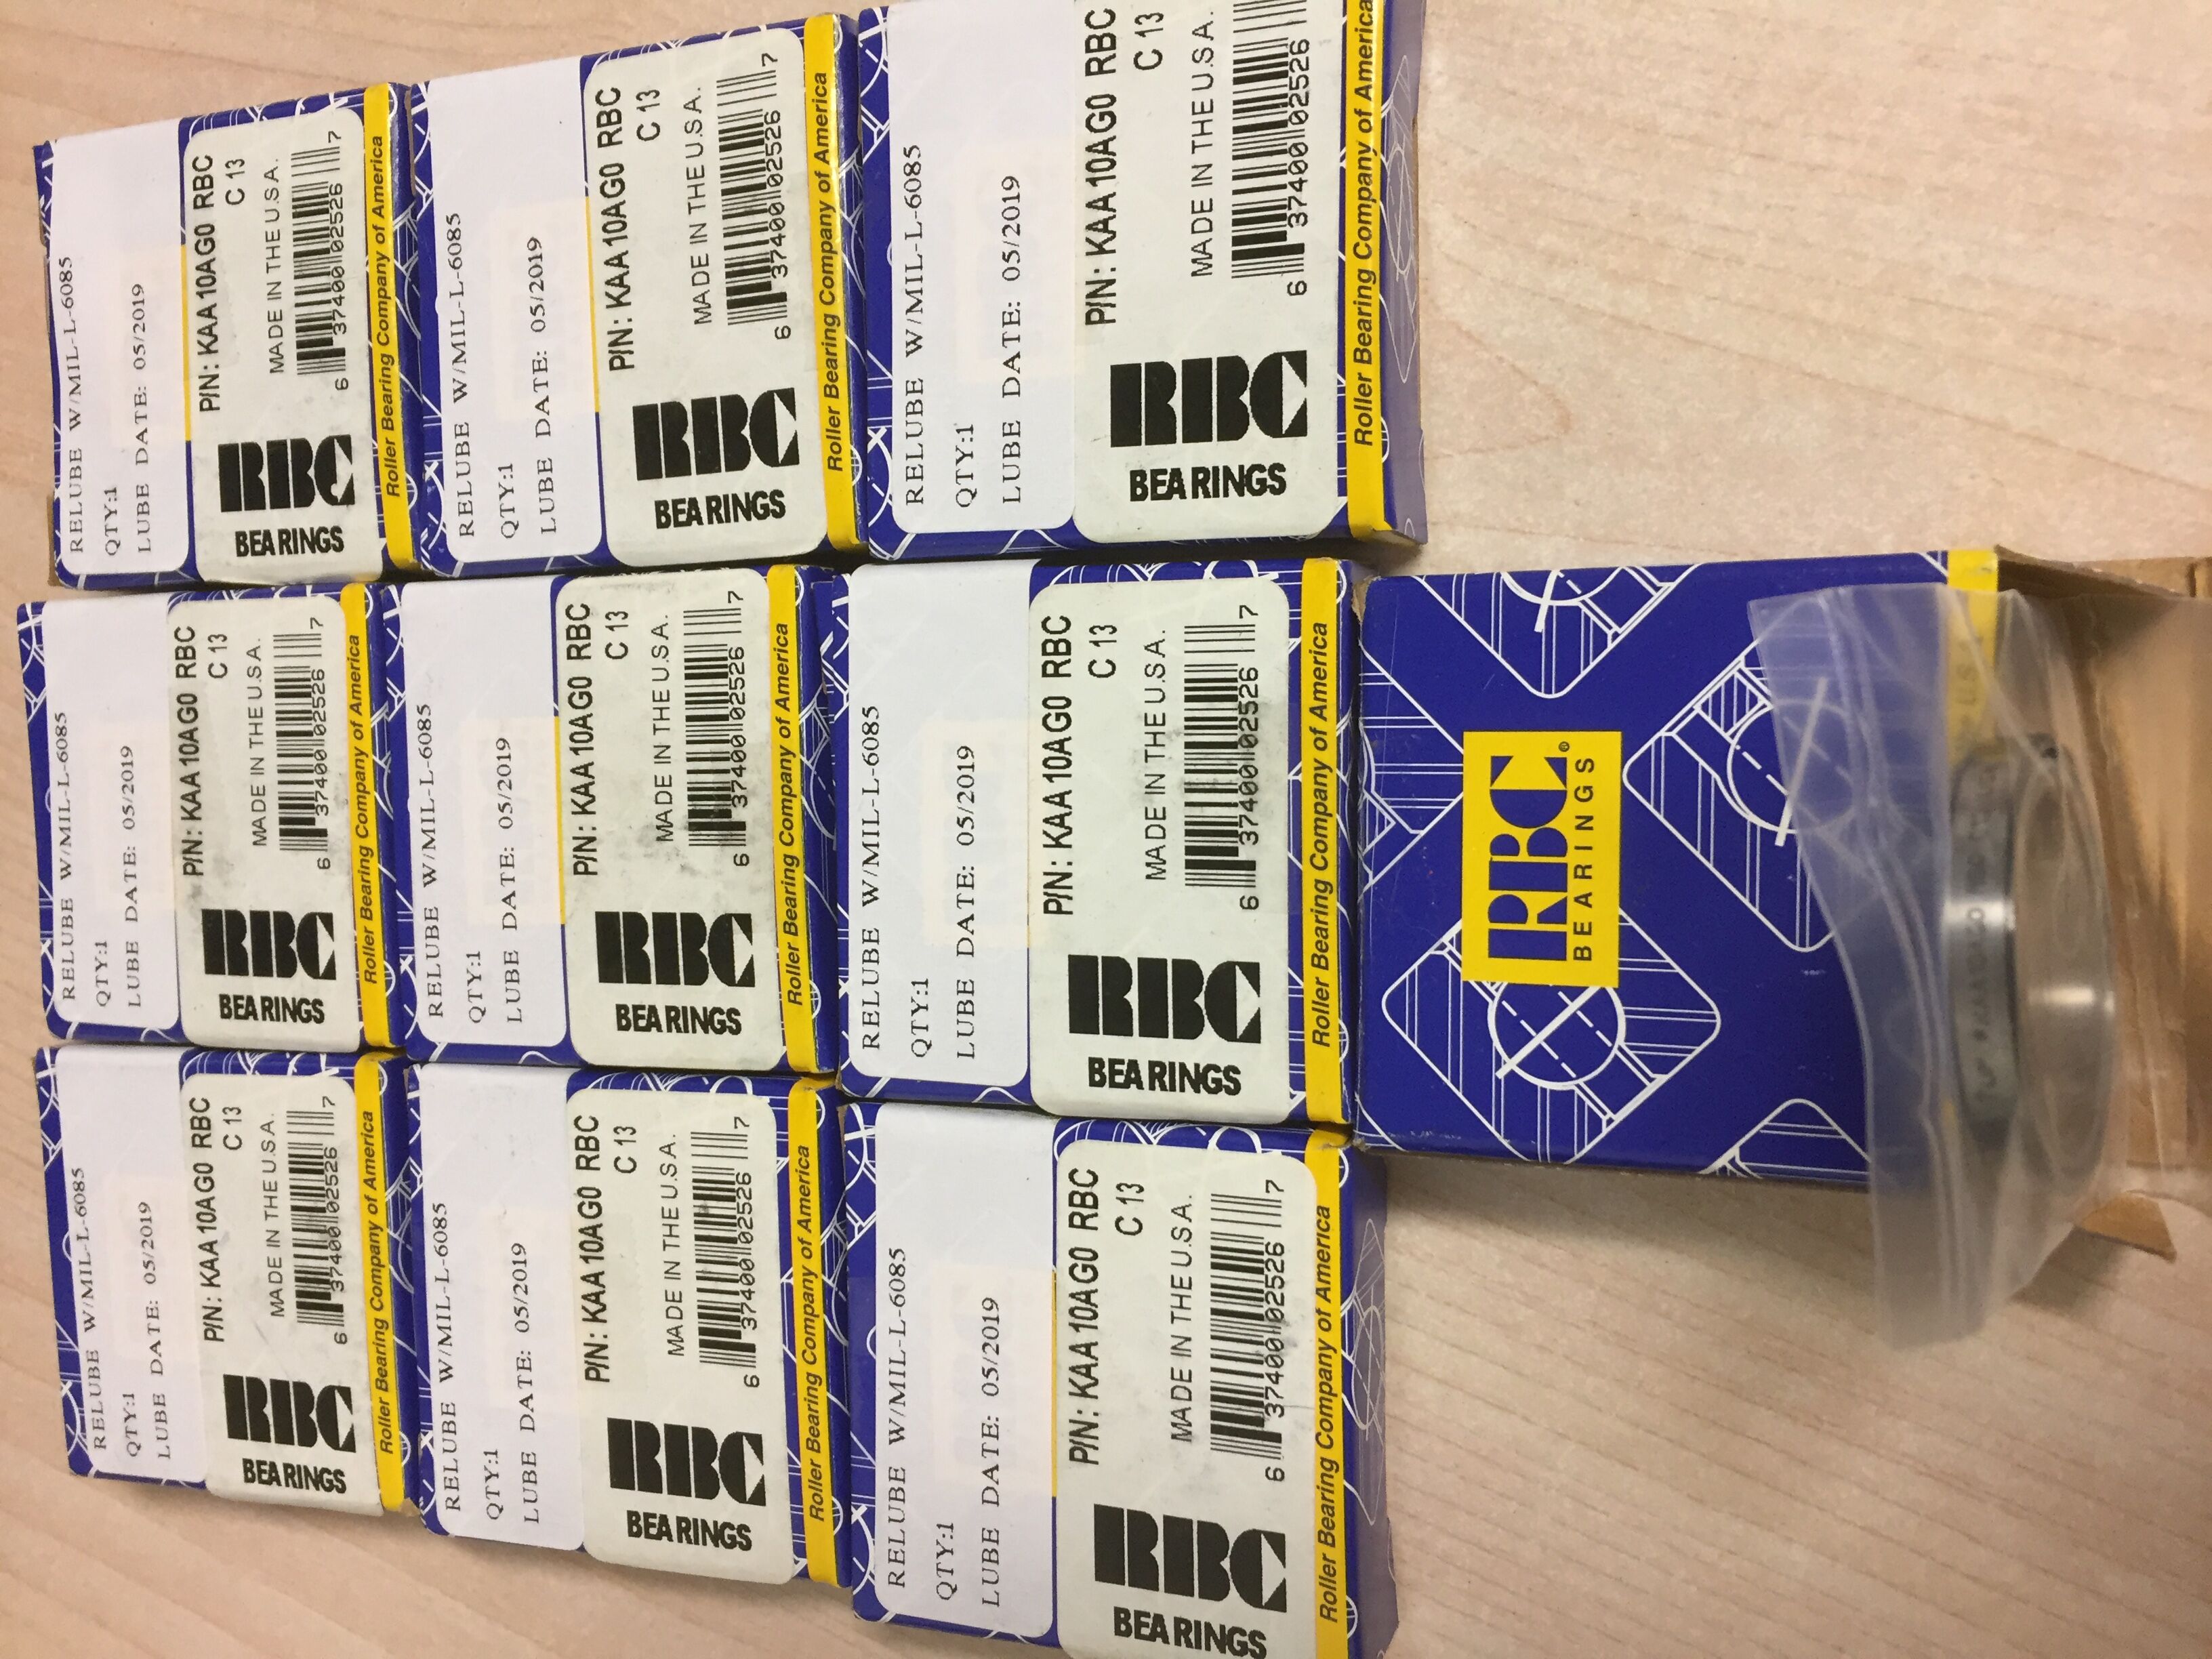 RELUBE W/MIL-L-6085
QTY:1
LUBE DATE: 05/2019
P/N: KAA10AG0 RBC
C 13
MADE IN THE U.S.A.
6 37400 02526 7
RBC
BEARINGS
Roller Bearing Company of America
RELUBE W/MIL-L-6085
QTY:1
LUBE DATE: 05/2019
P/N: KAA10AG0 RBC
C 13
MADE IN THE U.S.A.
6 37400 02526 7
RBC
BEARINGS
Roller Bearing Company of America
RELUBE W/MIL-L-6085
QTY:1
LUBE DATE: 05/2019
P/N: KAA10AG0 RBC
C 13
MADE IN THE U.S.A.
6 37400 02526 7
RBC
BEARINGS
Roller Bearing Company of America
RELUBE W/MIL-L-6085
QTY:1
LUBE DATE: 05/2019
P/N: KAA10AG0 RBC
C 13
MADE IN THE U.S.A.
6 37400 02526 7
RBC
BEARINGS
Roller Bearing Company of America
RELUBE W/MIL-L-6085
QTY:1
LUBE DATE: 05/2019
P/N: KAA10AG0 RBC
C 13
MADE IN THE U.S.A.
6 37400 02526 7
RBC
BEARINGS
Roller Bearing Company of America
RELUBE W/MIL-L-6085
QTY:1
LUBE DATE: 05/2019
P/N: KAA10AG0 RBC
C 13
MADE IN THE U.S.A.
6 37400 02526 7
RBC
BEARINGS
Roller Bearing Company of America
RELUBE W/MIL-L-6085
QTY:1
LUBE DATE: 05/2019
P/N: KAA10AG0 RBC
C 13
MADE IN THE U.S.A.
6 37400 02526 7
RBC
BEARINGS
Roller Bearing Company of America
RELUBE W/MIL-L-6085
QTY:1
LUBE DATE: 05/2019
P/N: KAA10AG0 RBC
C 13
MADE IN THE U.S.A.
6 37400 02526 7
RBC
BEARINGS
Roller Bearing Company of America
RELUBE W/MIL-L-6085
QTY:1
LUBE DATE: 05/2019
P/N: KAA10AG0 RBC
C 13
MADE IN THE U.S.A.
6 37400 02526
RBC
BEARINGS
Roller Bearing Company of America
RBC®
BEARINGS